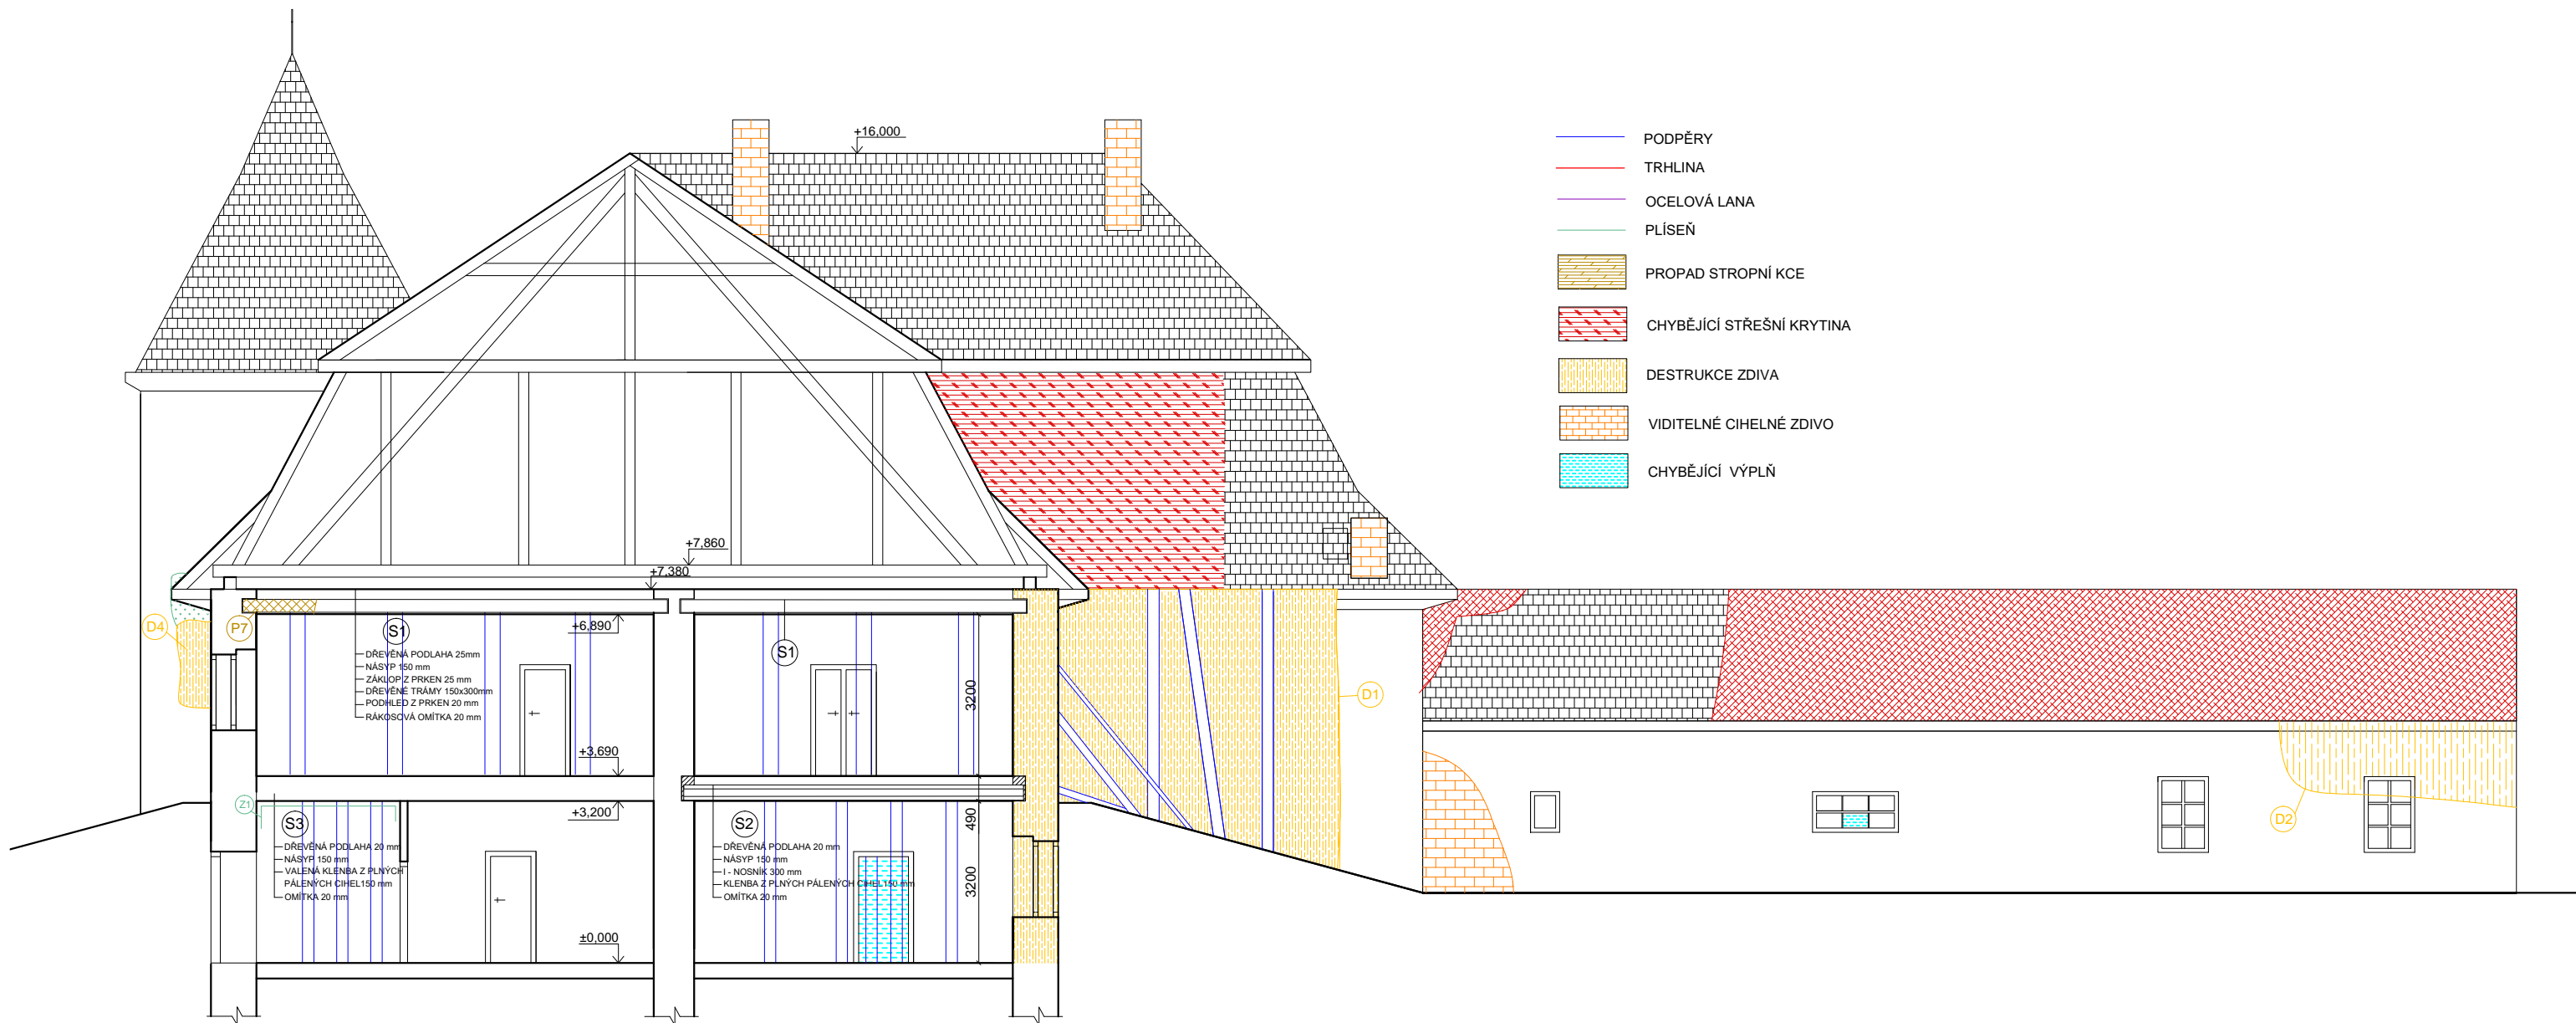 +16,000
PODPĚRY
TRHLINA
OCELOVÁ LANA
PLÍSEŇ
PROPAD STROPNÍ KCE
CHYBĚJÍCÍ STŘEŠNÍ KRYTINA
DESTRUKCE ZDIVA
VIDITELNÉ CIHELNÉ ZDIVO
CHYBĚJÍCÍ VÝPLŇ
+7,860
+7,380
D4
P7
S1
+6,890
S1
DŘEVĚNÁ PODLAHA 25mm
NÁSYP 150 mm
ZÁKLOP Z PRKEN 25 mm
DŘEVĚNÉ TRÁMY 150x300mm
PODHLED Z PRKEN 20 mm
RÁKOSOVÁ OMÍTKA 20 mm
3200
D1
+3,690
Z1
+3,200
490
D2
S3
DŘEVĚNÁ PODLAHA 20 mm
NÁSYP 150 mm
VALENÁ KLENBA Z PLNÝCH
PÁLENÝCH CIHEL150 mm
OMÍTKA 20 mm
S2
DŘEVĚNÁ PODLAHA 20 mm
NÁSYP 150 mm
I - NOSNÍK 300 mm
KLENBA Z PLNÝCH PÁLENÝCH CIHEL150 mm
OMÍTKA 20 mm
3200
±0,000